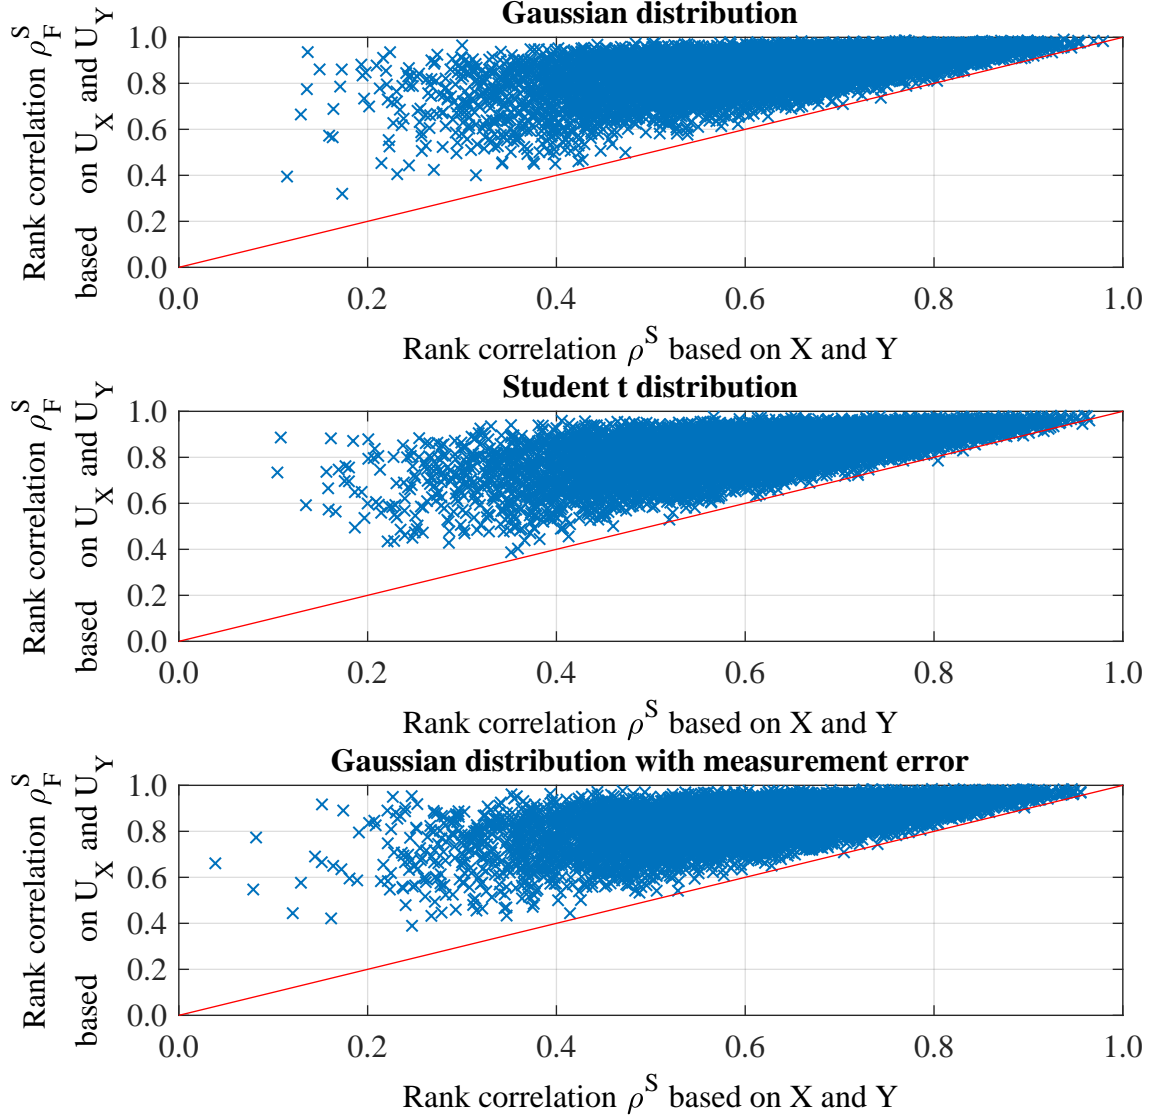 Gaussian distribution
Rank correlation ρ_F^S
based on U_X and U_Y
1.0
0.8
0.6
0.4
0.2
0.0
0.0 0.2 0.4 0.6 0.8 1.0
Rank correlation ρ^S based on X and Y
Student t distribution
Rank correlation ρ_F^S
based on U_X and U_Y
1.0
0.8
0.6
0.4
0.2
0.0
0.0 0.2 0.4 0.6 0.8 1.0
Rank correlation ρ^S based on X and Y
Gaussian distribution with measurement error
Rank correlation ρ_F^S
based on U_X and U_Y
1.0
0.8
0.6
0.4
0.2
0.0
0.0 0.2 0.4 0.6 0.8 1.0
Rank correlation ρ^S based on X and Y